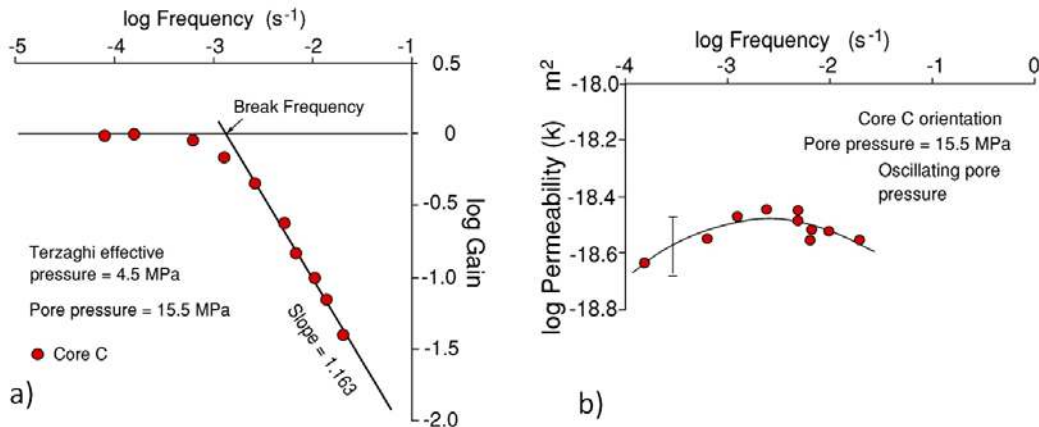 log Frequency (s-1)
-5 -4 -3 -2 -1
0.5
Break Frequency
0
-0.5
log Gain
Terzaghi effective
pressure = 4.5 MPa
-1.0
Pore pressure = 15.5 MPa
Slope = 1.163
Core C
-1.5
a)
-2.0
log Frequency (s-1)
-4 -3 -2 -1 0
m2
-18.0
Core C orientation
-18.2
Pore pressure = 15.5 MPa
Oscillating pore
pressure
-18.4
log Permeability (k)
-18.6
-18.8
b)